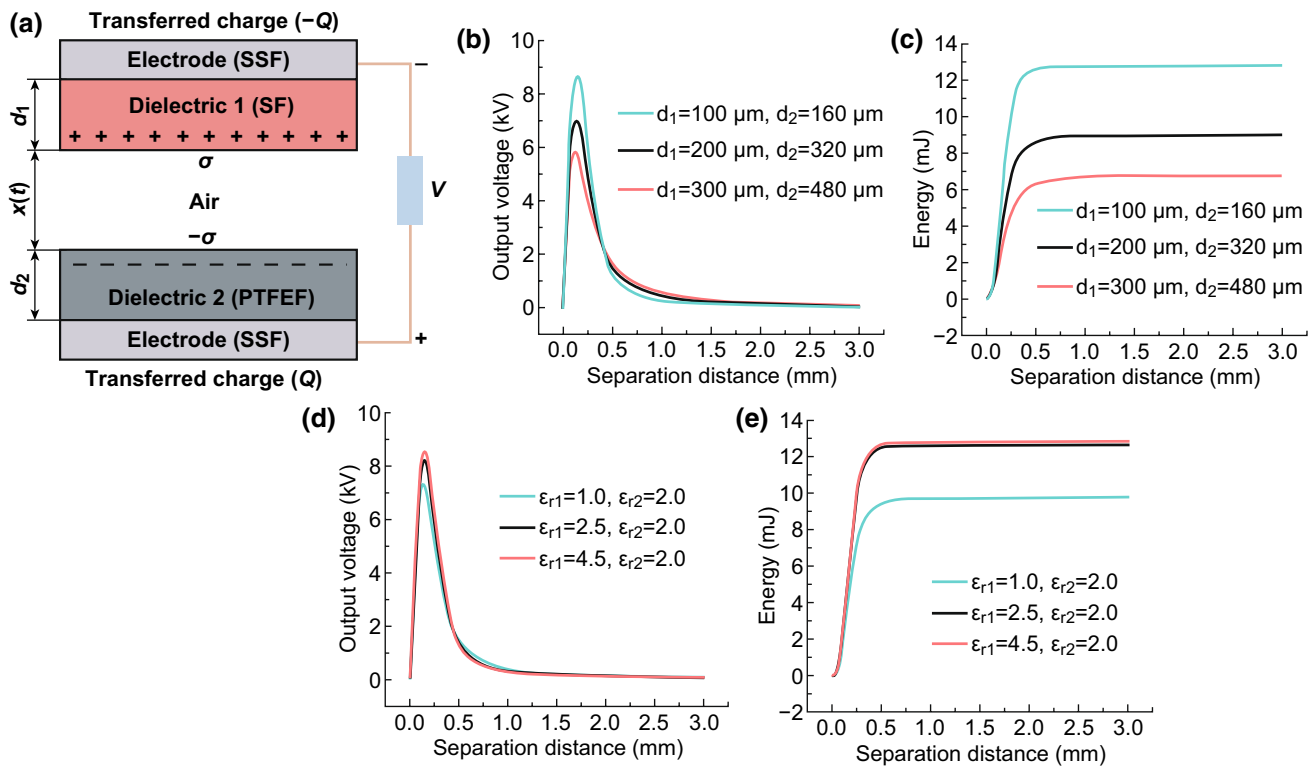 (a)
Transferred charge (−Q)
Electrode (SSF)
−
d1
Dielectric 1 (SF)
+ + + + + + + + + +
σ
x(t)
Air
V
−σ
d2
Dielectric 2 (PTFEF)
Electrode (SSF)
+
Transferred charge (Q)
(b)
Output voltage (kV)
10
8
6
4
2
0
d1=100 μm, d2=160 μm
d1=200 μm, d2=320 μm
d1=300 μm, d2=480 μm
0.0 0.5 1.0 1.5 2.0 2.5 3.0
Separation distance (mm)
(c)
Energy (mJ)
14
12
10
8
6
4
2
0
−2
d1=100 μm, d2=160 μm
d1=200 μm, d2=320 μm
d1=300 μm, d2=480 μm
0.0 0.5 1.0 1.5 2.0 2.5 3.0
Separation distance (mm)
(d)
Output voltage (kV)
10
8
6
4
2
0
εr1=1.0, εr2=2.0
εr1=2.5, εr2=2.0
εr1=4.5, εr2=2.0
0.0 0.5 1.0 1.5 2.0 2.5 3.0
Separation distance (mm)
(e)
Energy (mJ)
14
12
10
8
6
4
2
0
−2
εr1=1.0, εr2=2.0
εr1=2.5, εr2=2.0
εr1=4.5, εr2=2.0
0.0 0.5 1.0 1.5 2.0 2.5 3.0
Separation distance (mm)